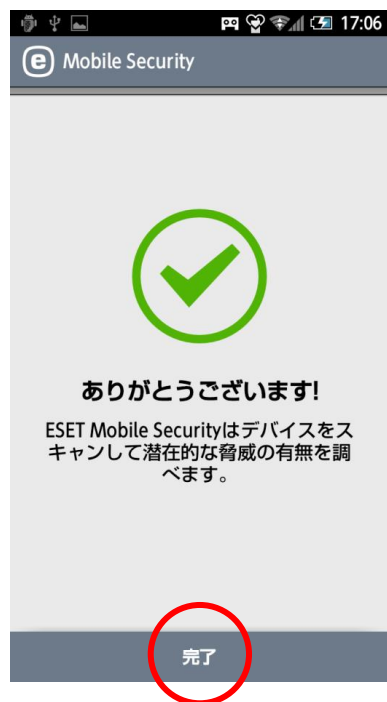 17:06
e Mobile Security
ありがとうございます!
ESET Mobile Securityはデバイスをス
キャンして潜在的な脅威の有無を調
べます。
完了